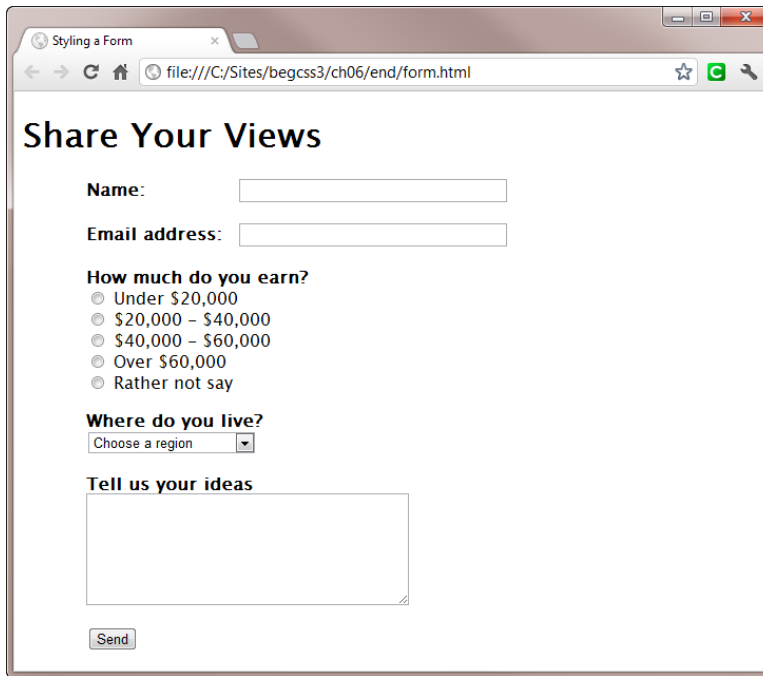 Styling a Form
file:///C:/Sites/begcss3/ch06/end/form.html
Share Your Views
Name:
Email address:
How much do you earn?
Under $20,000
$20,000 – $40,000
$40,000 – $60,000
Over $60,000
Rather not say
Where do you live?
Choose a region
Tell us your ideas
Send